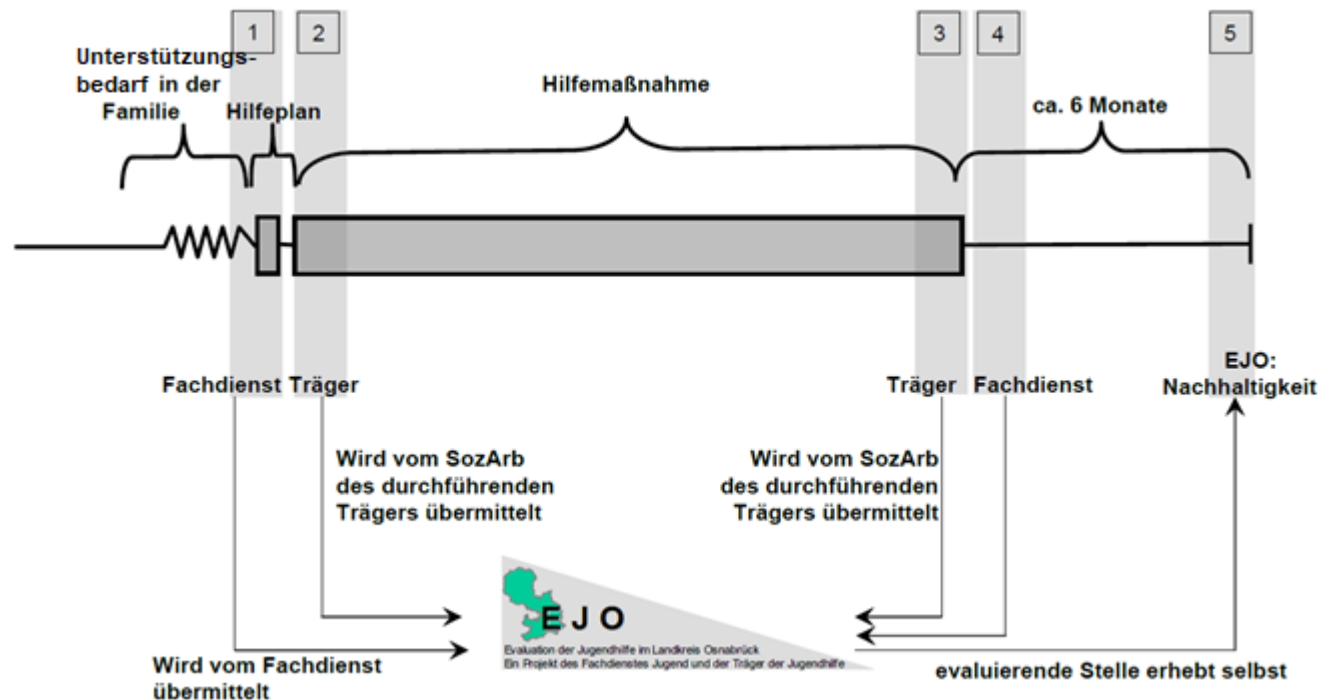 1
2
3
4
5
Unterstützungs-
bedarf in der
Familie
Hilfeplan
Hilfemaßnahme
ca. 6 Monate
Fachdienst
Träger
Träger
Fachdienst
EJO:
Nachhaltigkeit
Wird vom SozArb
des durchführenden
Trägers übermittelt
Wird vom SozArb
des durchführenden
Trägers übermittelt
E J O
Evaluation der Jugendhilfe im Landkreis Osnabrück
Ein Projekt des Fachdienstes Jugend und der Träger der Jugendhilfe
Wird vom Fachdienst
übermittelt
evaluierende Stelle erhebt selbst